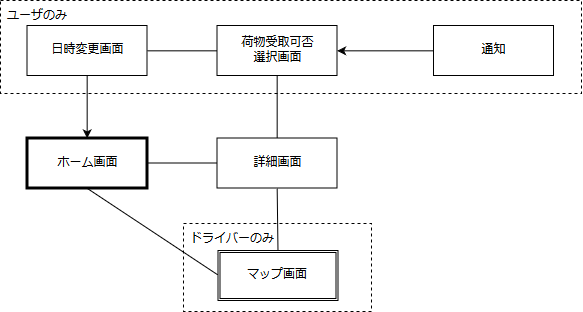 ユーザのみ
日時変更画面
荷物受取可否
選択画面
通知
ホーム画面
詳細画面
ドライバーのみ
マップ画面